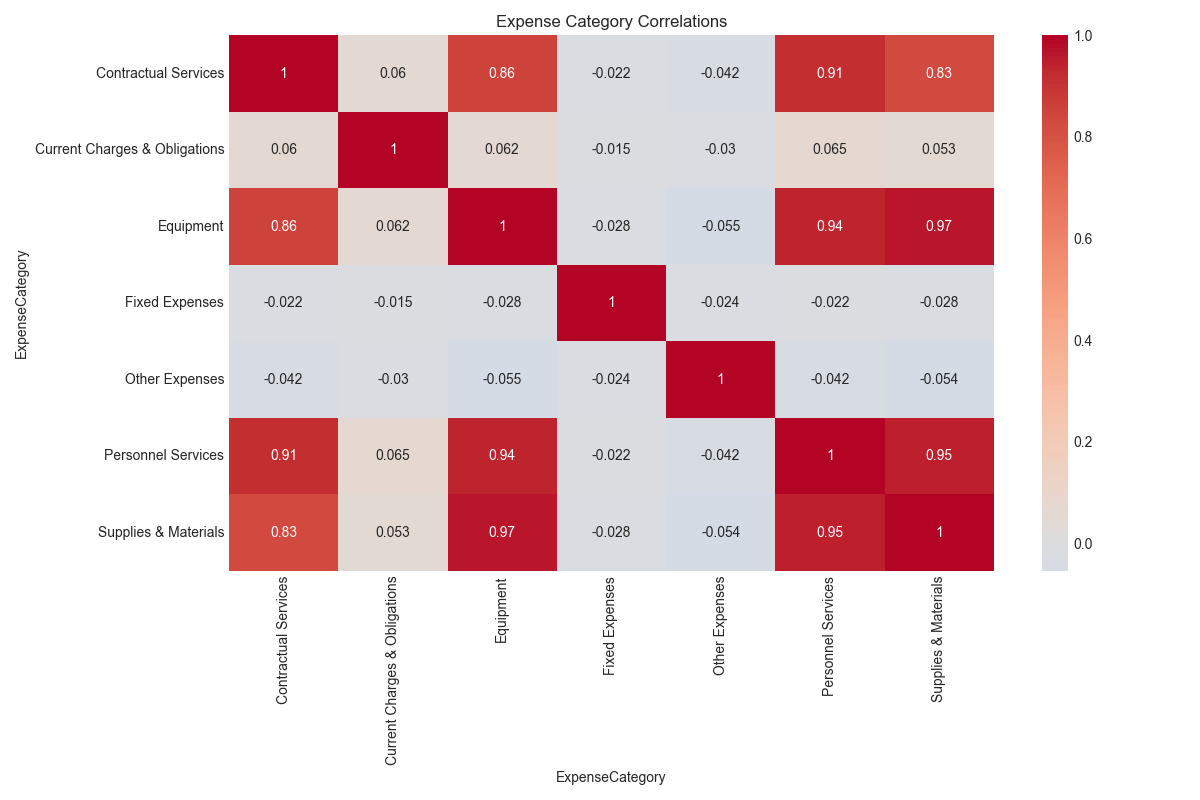 Expense Category Correlations
ExpenseCategory
Contractual Services 1 0.06 0.86 -0.022 -0.042 0.91 0.83
Current Charges & Obligations 0.06 1 0.062 -0.015 -0.03 0.065 0.053
Equipment 0.86 0.062 1 -0.028 -0.055 0.94 0.97
Fixed Expenses -0.022 -0.015 -0.028 1 -0.024 -0.022 -0.028
Other Expenses -0.042 -0.03 -0.055 -0.024 1 -0.042 -0.054
Personnel Services 0.91 0.065 0.94 -0.022 -0.042 1 0.95
Supplies & Materials 0.83 0.053 0.97 -0.028 -0.054 0.95 1
Contractual Services
Current Charges & Obligations
Equipment
Fixed Expenses
Other Expenses
Personnel Services
Supplies & Materials
ExpenseCategory
1.0
0.8
0.6
0.4
0.2
0.0